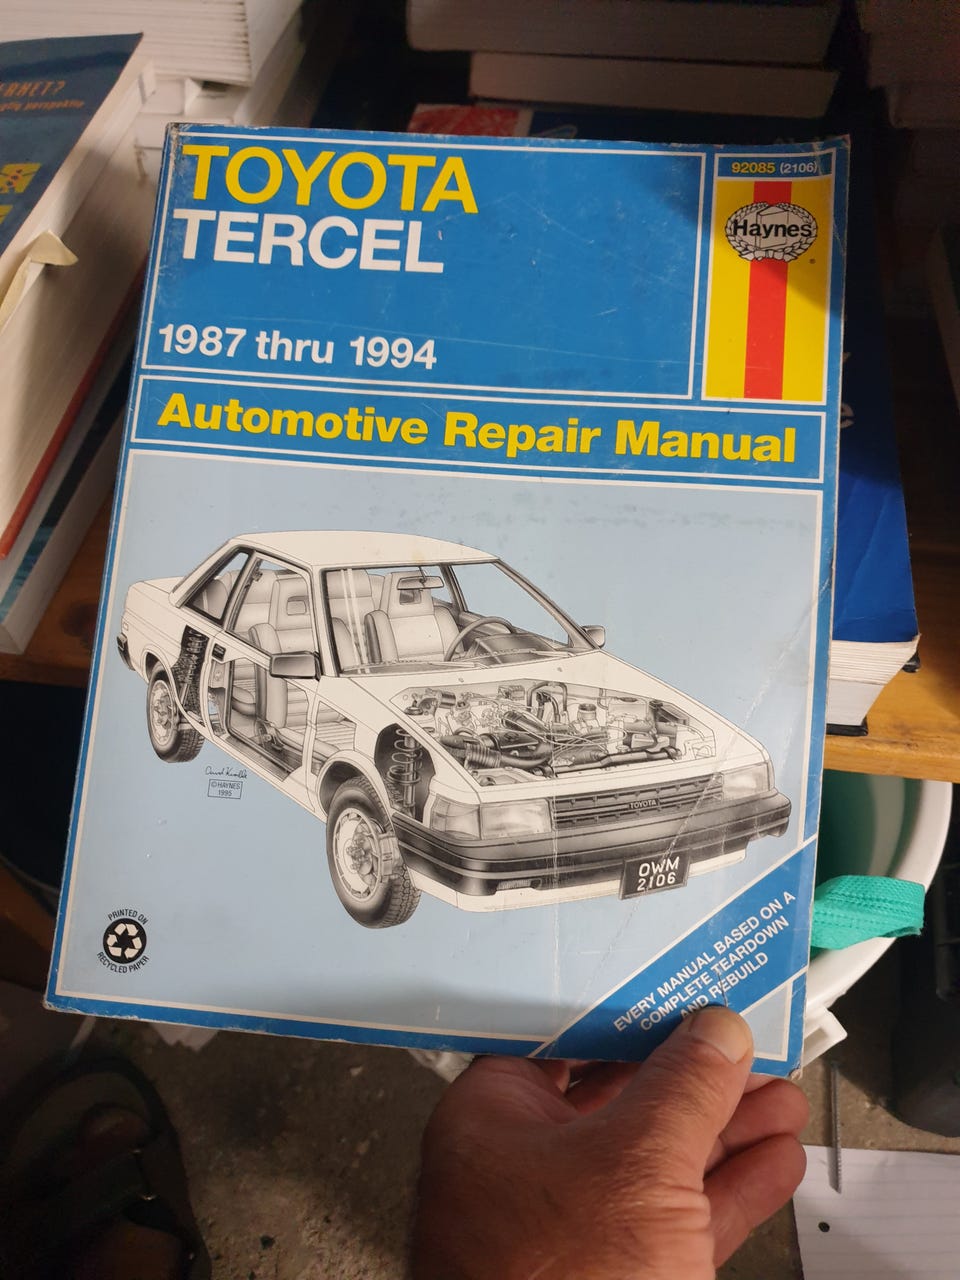 TOYOTA
TERCEL
1987 thru 1994
92085 (2106)
Haynes
Automotive Repair Manual
TOYOTA
OWM
2106
© HAYNES
1995
PRINTED ON
RECYCLED PAPER
EVERY MANUAL BASED ON A
COMPLETE TEARDOWN
AND REBUILD